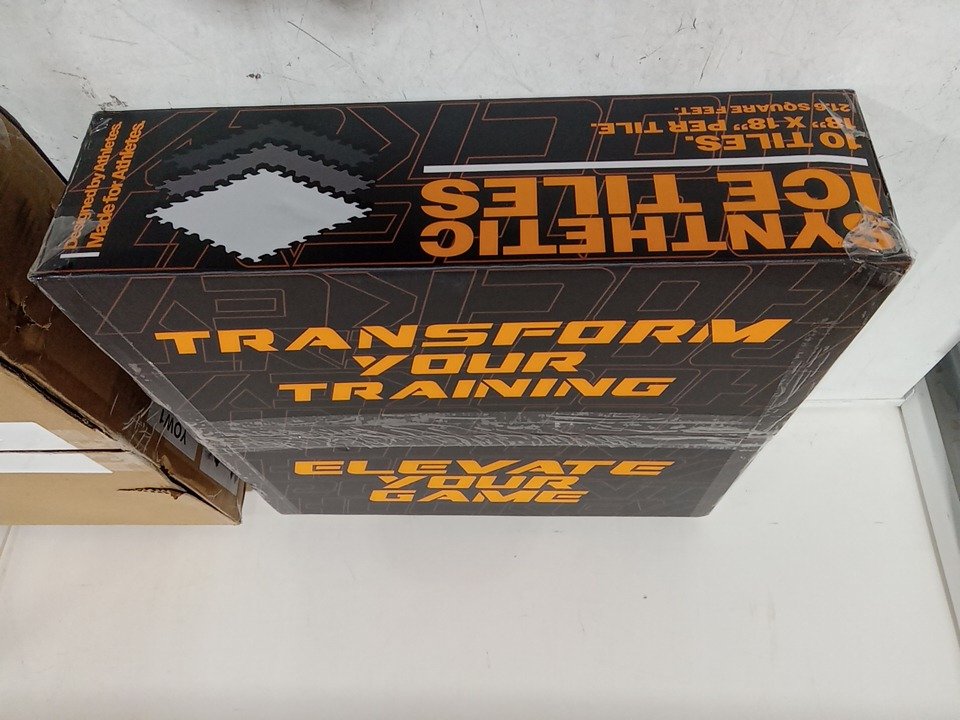 SYNTHETIC
ICE TILES
10 TILES.
18" X 18" PER TILE.
21.6 SQUARE FEET.
Designed by Athletes.
Made for Athletes.
TRANSFORM
YOUR
TRAINING
ELEVATE
YOUR
GAME
YOW1